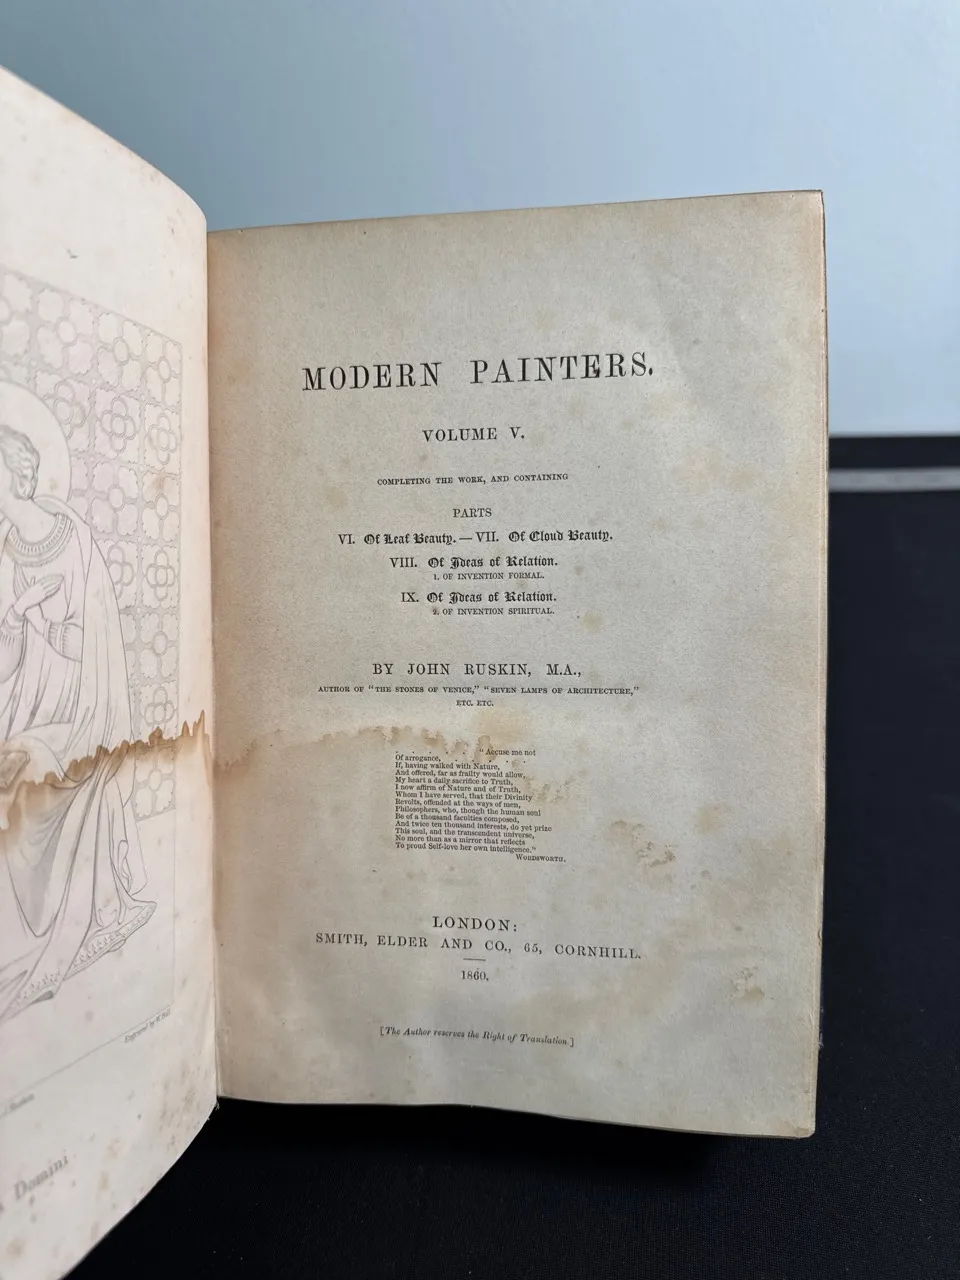 MODERN PAINTERS.
VOLUME V.
COMPLETING THE WORK, AND CONTAINING
PARTS
VI. Of Leaf Beauty. — VII. Of Cloud Beauty.
VIII. Of Ideas of Relation.
1. OF INVENTION FORMAL.
IX. Of Ideas of Relation.
2. OF INVENTION SPIRITUAL.
BY JOHN RUSKIN, M.A.,
AUTHOR OF "THE STONES OF VENICE," "SEVEN LAMPS OF ARCHITECTURE,"
ETC. ETC.
. . . . . "Accuse me not
Of arrogance, . . . . . .
If, having walked with Nature,
And offered, far as frailty would allow,
My heart a daily sacrifice to Truth,
I now affirm of Nature and of Truth,
Whom I have served, that their Divinity
Revolts, offended at the ways of men,
Philosophers, who, though the human soul
Be of a thousand faculties composed,
And twice ten thousand interests, do yet prize
This soul, and the transcendent universe,
No more than as a mirror that reflects
To proud Self-love her own intelligence."
WORDSWORTH.
LONDON:
SMITH, ELDER AND CO., 65, CORNHILL.
1860.
[The Author reserves the Right of Translation.]
Engraved by
Domini